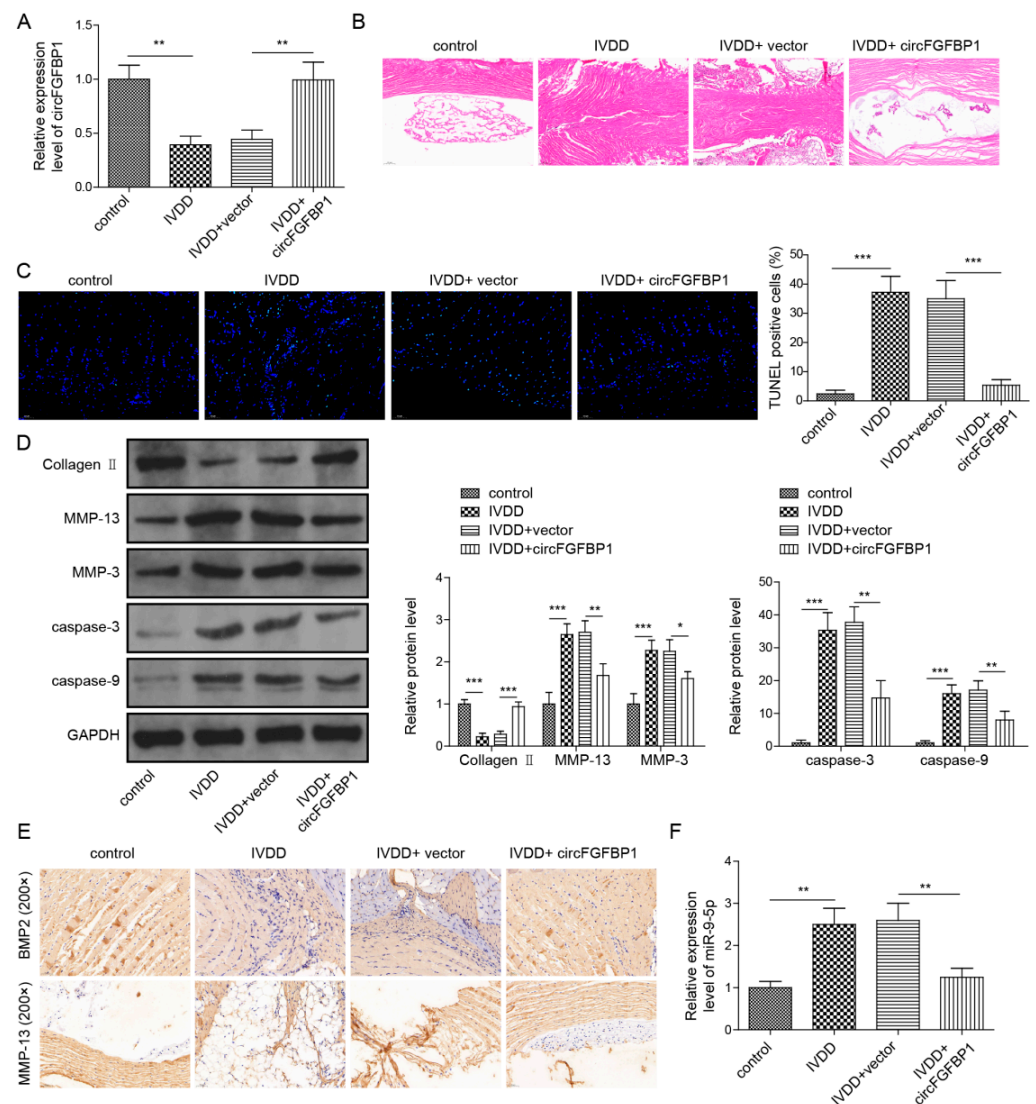 A
Relative expression
level of circFGFBP1
1.5
1.0
0.5
0.0
**
**
control
IVDD
IVDD+vector
IVDD+
circFGFBP1
B
control
IVDD
IVDD+ vector
IVDD+ circFGFBP1
C
control
IVDD
IVDD+ vector
IVDD+ circFGFBP1
TUNEL positive cells (%)
50
40
30
20
10
0
***
***
control
IVDD
IVDD+vector
IVDD+
circFGFBP1
D
Collagen Ⅱ
MMP-13
MMP-3
caspase-3
caspase-9
GAPDH
control
IVDD
IVDD+vector
IVDD+
circFGFBP1
control
IVDD
IVDD+vector
IVDD+circFGFBP1
Relative protein level
4
3
2
1
0
***
***
***
**
***
*
Collagen Ⅱ
MMP-13
MMP-3
control
IVDD
IVDD+vector
IVDD+circFGFBP1
Relative protein level
50
40
30
20
10
0
***
**
***
**
caspase-3
caspase-9
E
control
IVDD
IVDD+ vector
IVDD+ circFGFBP1
BMP2 (200×)
MMP-13 (200×)
F
Relative expression
level of miR-9-5p
4
3
2
1
0
**
**
control
IVDD
IVDD+vector
IVDD+
circFGFBP1